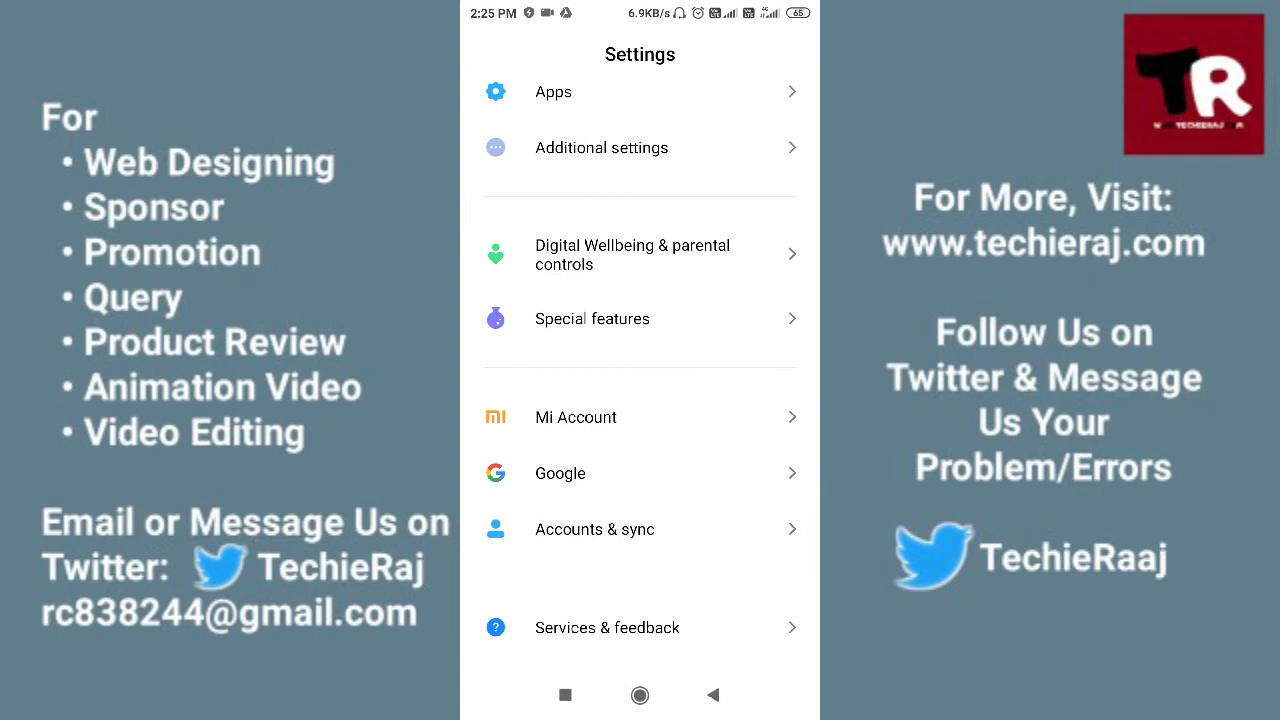 For
• Web Designing
• Sponsor
• Promotion
• Query
• Product Review
• Animation Video
• Video Editing
Email or Message Us on
Twitter: TechieRaj
rc838244@gmail.com
2:25 PM 6.9KB/s 4G 65
Settings
Apps
Additional settings
Digital Wellbeing & parental
controls
Special features
Mi Account
Google
Accounts & sync
Services & feedback
TR
For More, Visit:
www.techieraj.com
Follow Us on
Twitter & Message
Us Your
Problem/Errors
TechieRaaj